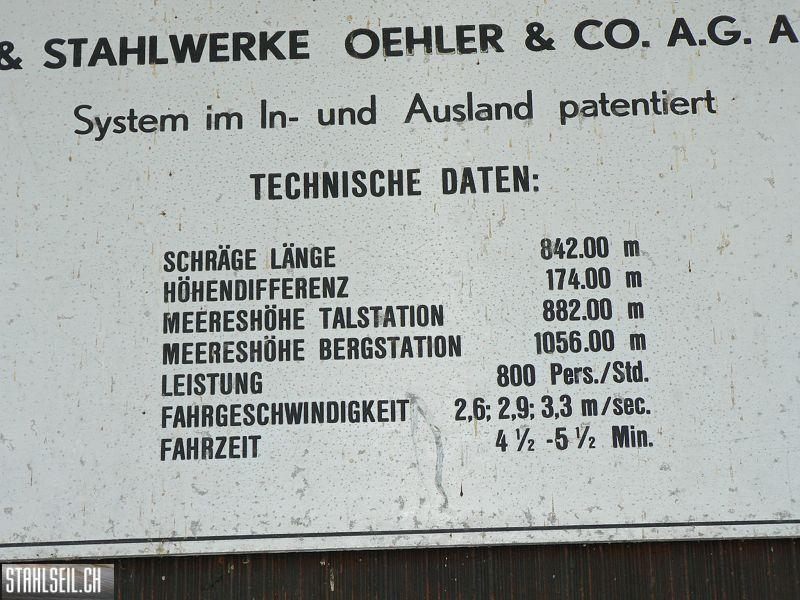 & STAHLWERKE OEHLER & CO. A.G. A
System im In- und Ausland patentiert
TECHNISCHE DATEN:
SCHRÄGE LÄNGE 842.00 m
HÖHENDIFFERENZ 174.00 m
MEERESHÖHE TALSTATION 882.00 m
MEERESHÖHE BERGSTATION 1056.00 m
LEISTUNG 800 Pers./Std.
FAHRGESCHWINDIGKEIT 2,6; 2,9; 3,3 m/sec.
FAHRZEIT 4 ½ -5 ½ Min.
STAHLSEIL.CH